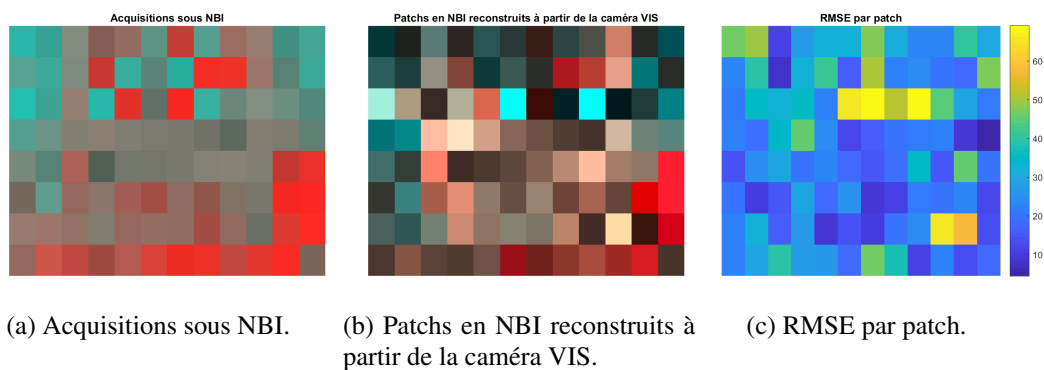 Acquisitions sous NBI
Patchs en NBI reconstruits à partir de la caméra VIS
RMSE par patch
60
50
40
30
20
10
(a) Acquisitions sous NBI.
(b) Patchs en NBI reconstruits à
partir de la caméra VIS.
(c) RMSE par patch.